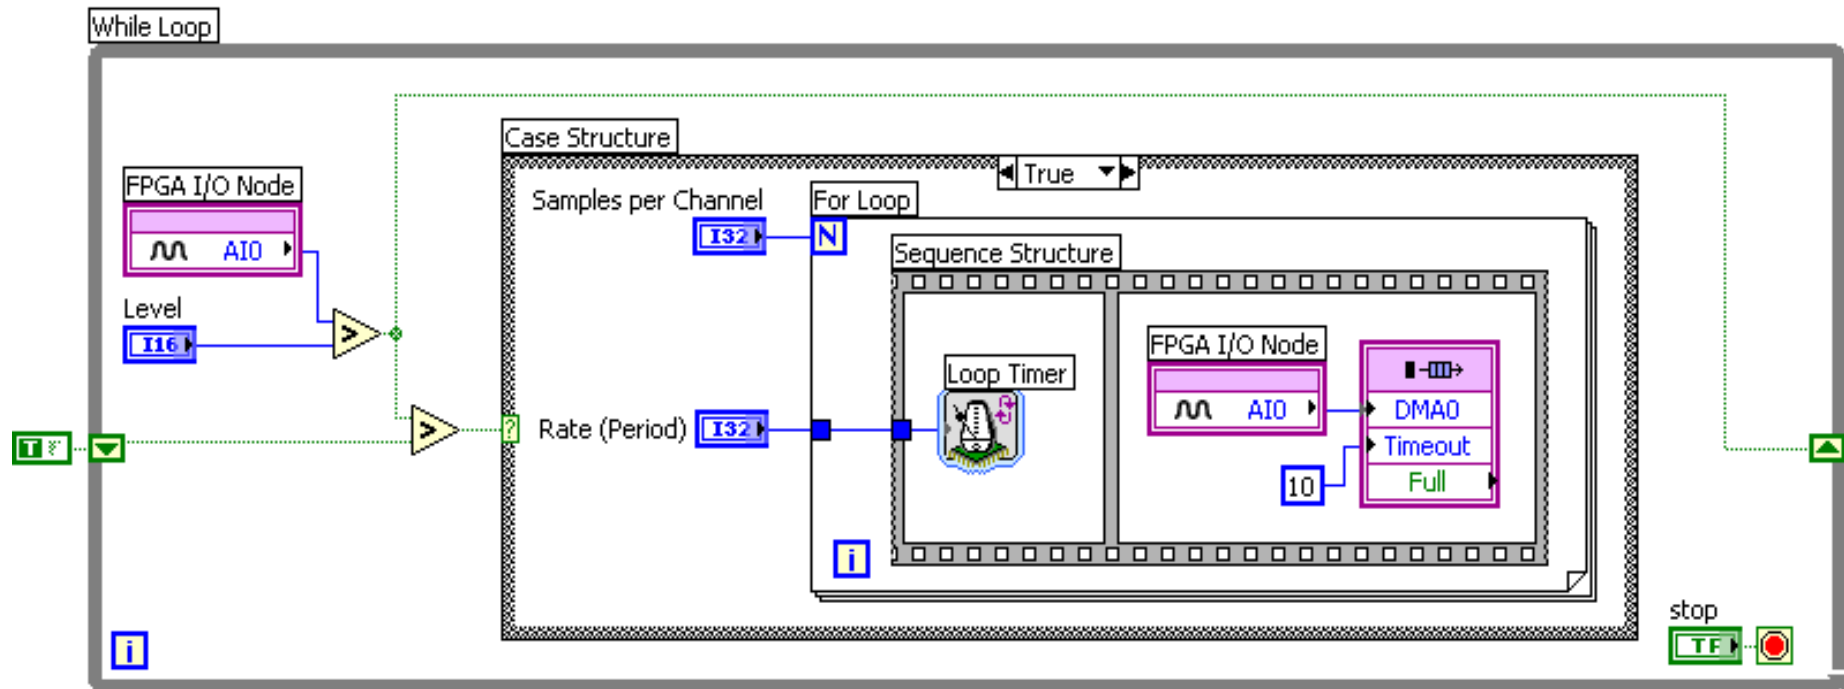 While Loop
Case Structure
True
FPGA I/O Node
AI0
Level
I16
>
>
T
?
Samples per Channel
I32
For Loop
N
Sequence Structure
Rate (Period)
I32
Loop Timer
FPGA I/O Node
AI0
DMA0
Timeout
10
Full
i
i
stop
TF